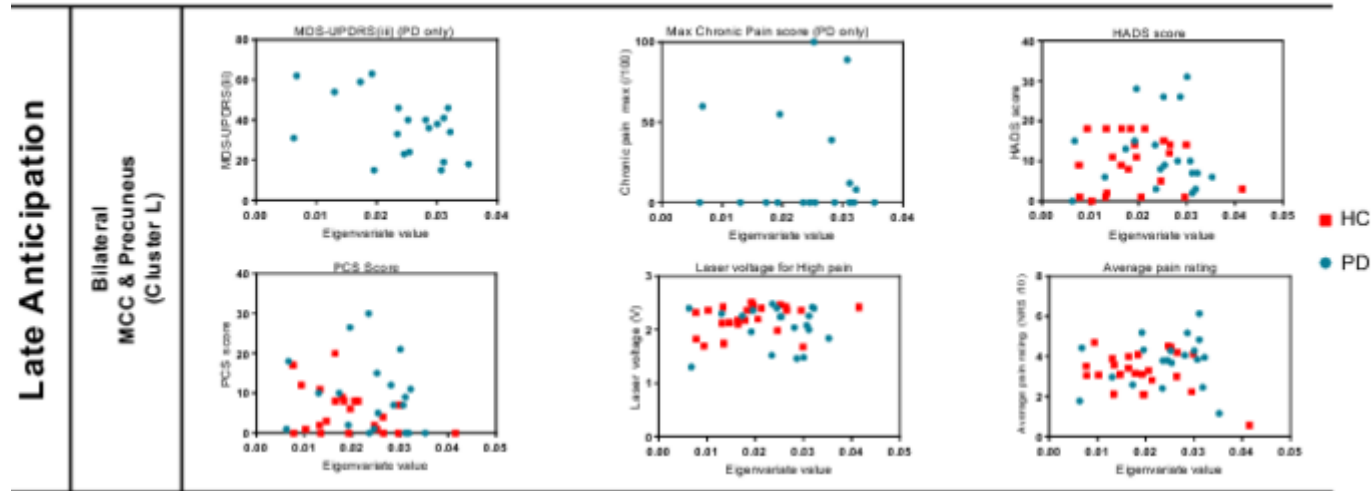 Late Anticipation
Bilateral
MCC & Precuneus
(Cluster L)
MDS-UPDRS(iii) (PD only)
MDS-UPDRS(iii)
80
60
40
20
0
0.00 0.01 0.02 0.03 0.04
Eigenvariate value
Max Chronic Pain score (PD only)
Chronic pain max (/100)
100
50
0
0.00 0.01 0.02 0.03 0.04
Eigenvariate value
HADS score
HADS score
40
30
20
10
0
0.00 0.01 0.02 0.03 0.04 0.05
Eigenvariate value
HC
PD
PCS Score
PCS score
40
30
20
10
0
0.00 0.01 0.02 0.03 0.04 0.05
Eigenvariate value
Laser voltage for High pain
Laser voltage (V)
3
2
1
0
0.00 0.01 0.02 0.03 0.04 0.05
Eigenvariate value
Average pain rating
Average pain rating (NRS /10)
8
6
4
2
0
0.00 0.01 0.02 0.03 0.04 0.05
Eigenvariate value